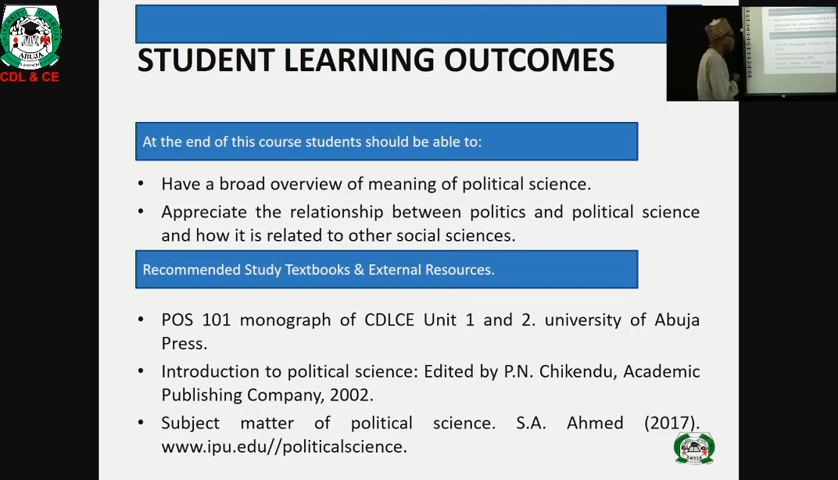 ABUJA
CDL & CE
STUDENT LEARNING OUTCOMES
At the end of this course students should be able to:
• Have a broad overview of meaning of political science.
• Appreciate the relationship between politics and political science
and how it is related to other social sciences.
Recommended Study Textbooks & External Resources.
• POS 101 monograph of CDLCE Unit 1 and 2. university of Abuja
Press.
• Introduction to political science: Edited by P.N. Chikendu, Academic
Publishing Company, 2002.
• Subject matter of political science. S.A. Ahmed (2017).
www.ipu.edu//politicalscience.